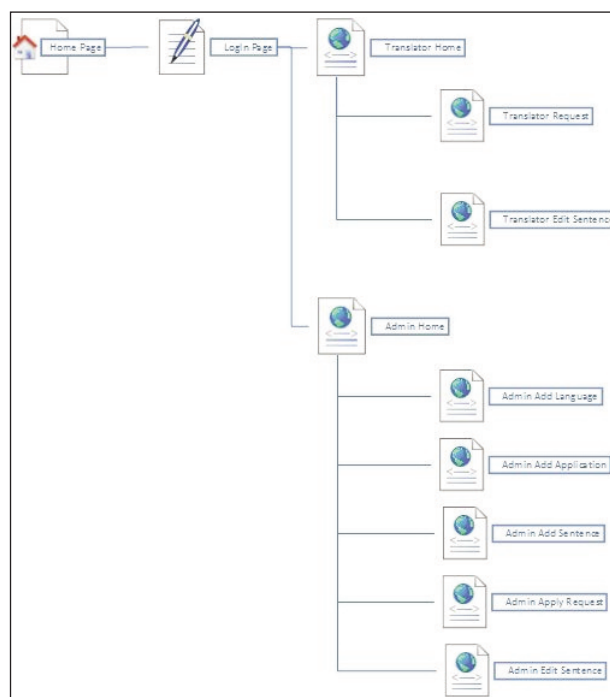 Home Page
Login Page
Translator Home
Translator Request
Translator Edit Sentence
Admin Home
Admin Add Language
Admin Add Application
Admin Add Sentence
Admin Apply Request
Admin Edit Sentence